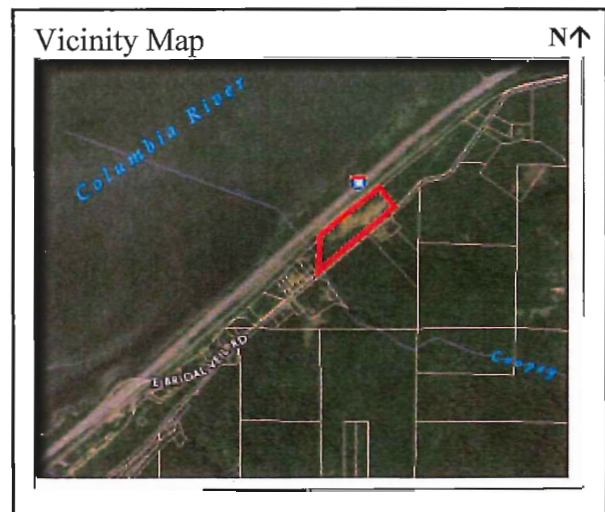 Vicinity Map
N↑
Columbia River
E BRIDAL VEIL RD
Coopey